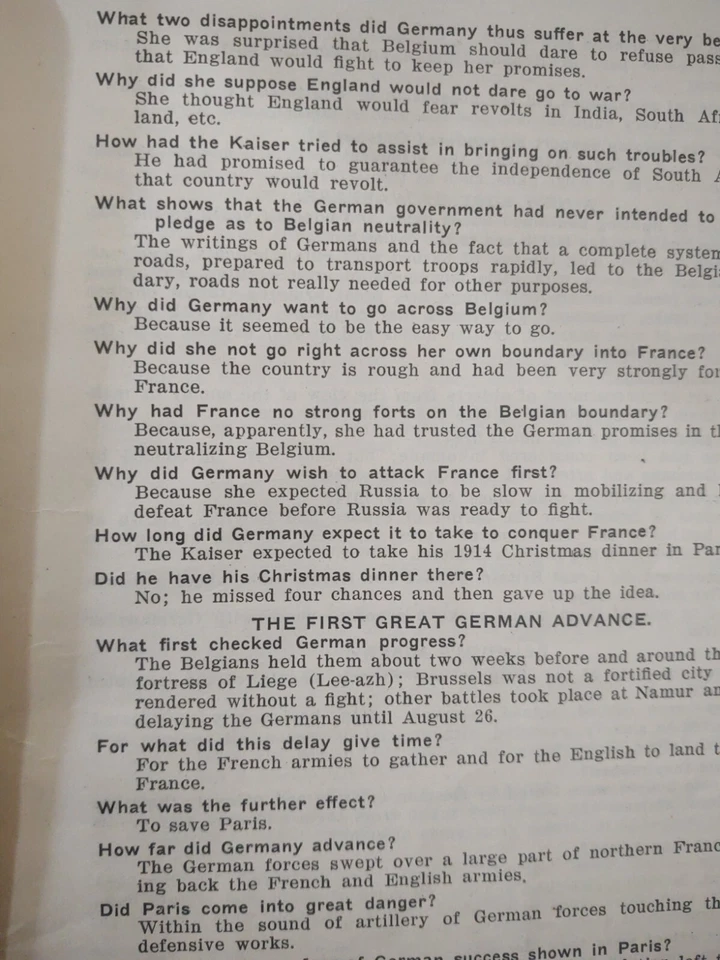 What two disappointments did Germany thus suffer at the very
She was surprised that Belgium should dare to refuse
that England would fight to keep her promises.
Why did she suppose England would not dare go to war?
She thought England would fear revolts in India, South
land, etc.
How had the Kaiser tried to assist in bringing on such troubles?
He had promised to guarantee the independence of South
that country would revolt.
What shows that the German government had never intended to
pledge as to Belgian neutrality?
The writings of Germans and the fact that a complete system
roads, prepared to transport troops rapidly, led to the
dary, roads not really needed for other purposes.
Why did Germany want to go across Belgium?
Because it seemed to be the easy way to go.
Why did she not go right across her own boundary into France?
Because the country is rough and had been very strongly
France.
Why had France no strong forts on the Belgian boundary?
Because, apparently, she had trusted the German promises in
neutralizing Belgium.
Why did Germany wish to attack France first?
Because she expected Russia to be slow in mobilizing and
defeat France before Russia was ready to fight.
How long did Germany expect it to take to conquer France?
The Kaiser expected to take his 1914 Christmas dinner in
Did he have his Christmas dinner there?
No; he missed four chances and then gave up the idea.
THE FIRST GREAT GERMAN ADVANCE.
What first checked German progress?
The Belgians held them about two weeks before and around
fortress of Liege (Lee-azh); Brussels was not a fortified city
rendered without a fight; other battles took place at Namur
delaying the Germans until August 26.
For what did this delay give time?
For the French armies to gather and for the English to land
France.
What was the further effect?
To save Paris.
How far did Germany advance?
The German forces swept over a large part of northern
ing back the French and English armies.
Did Paris come into great danger?
Within the sound of artillery of German forces touching
defensive works.
of German success shown in Paris?